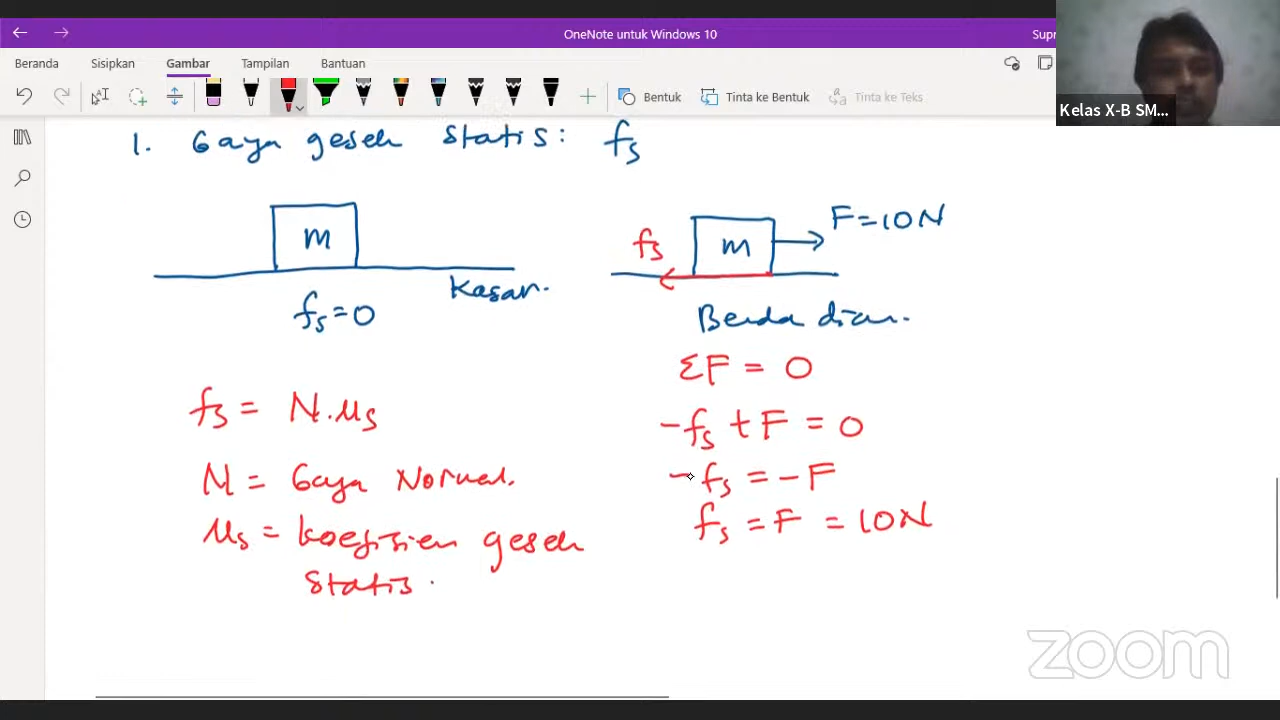 OneNote untuk Windows 10
Beranda Sisipkan Gambar Tampilan Bantuan
Bentuk Tinta ke Bentuk Tinta ke Teks
Kelas X-B SM...
1. Gaya gesek statis: fs
m
Kasar.
fs = 0
fs
m
F = 10 N
Benda diam.
fs = N.μs
N = Gaya Normal.
μs = koefisien gesek
statis.
ΣF = 0
-fs + F = 0
-fs = -F
fs = F = 10 N
zoom